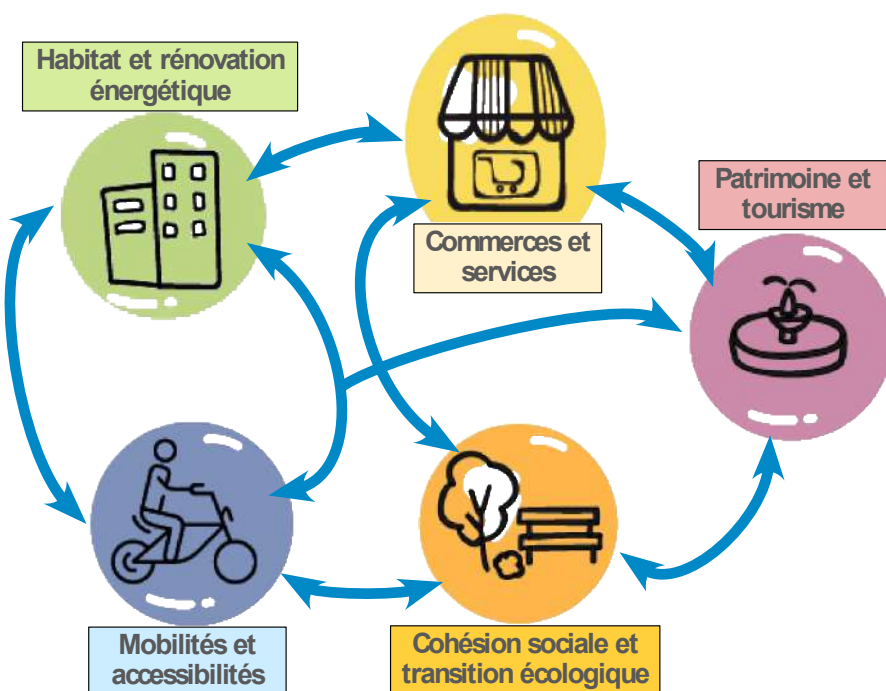 Habitat et rénovation
énergétique
Commerces et
services
Patrimoine et
tourisme
Mobilités et
accessibilités
Cohésion sociale et
transition écologique